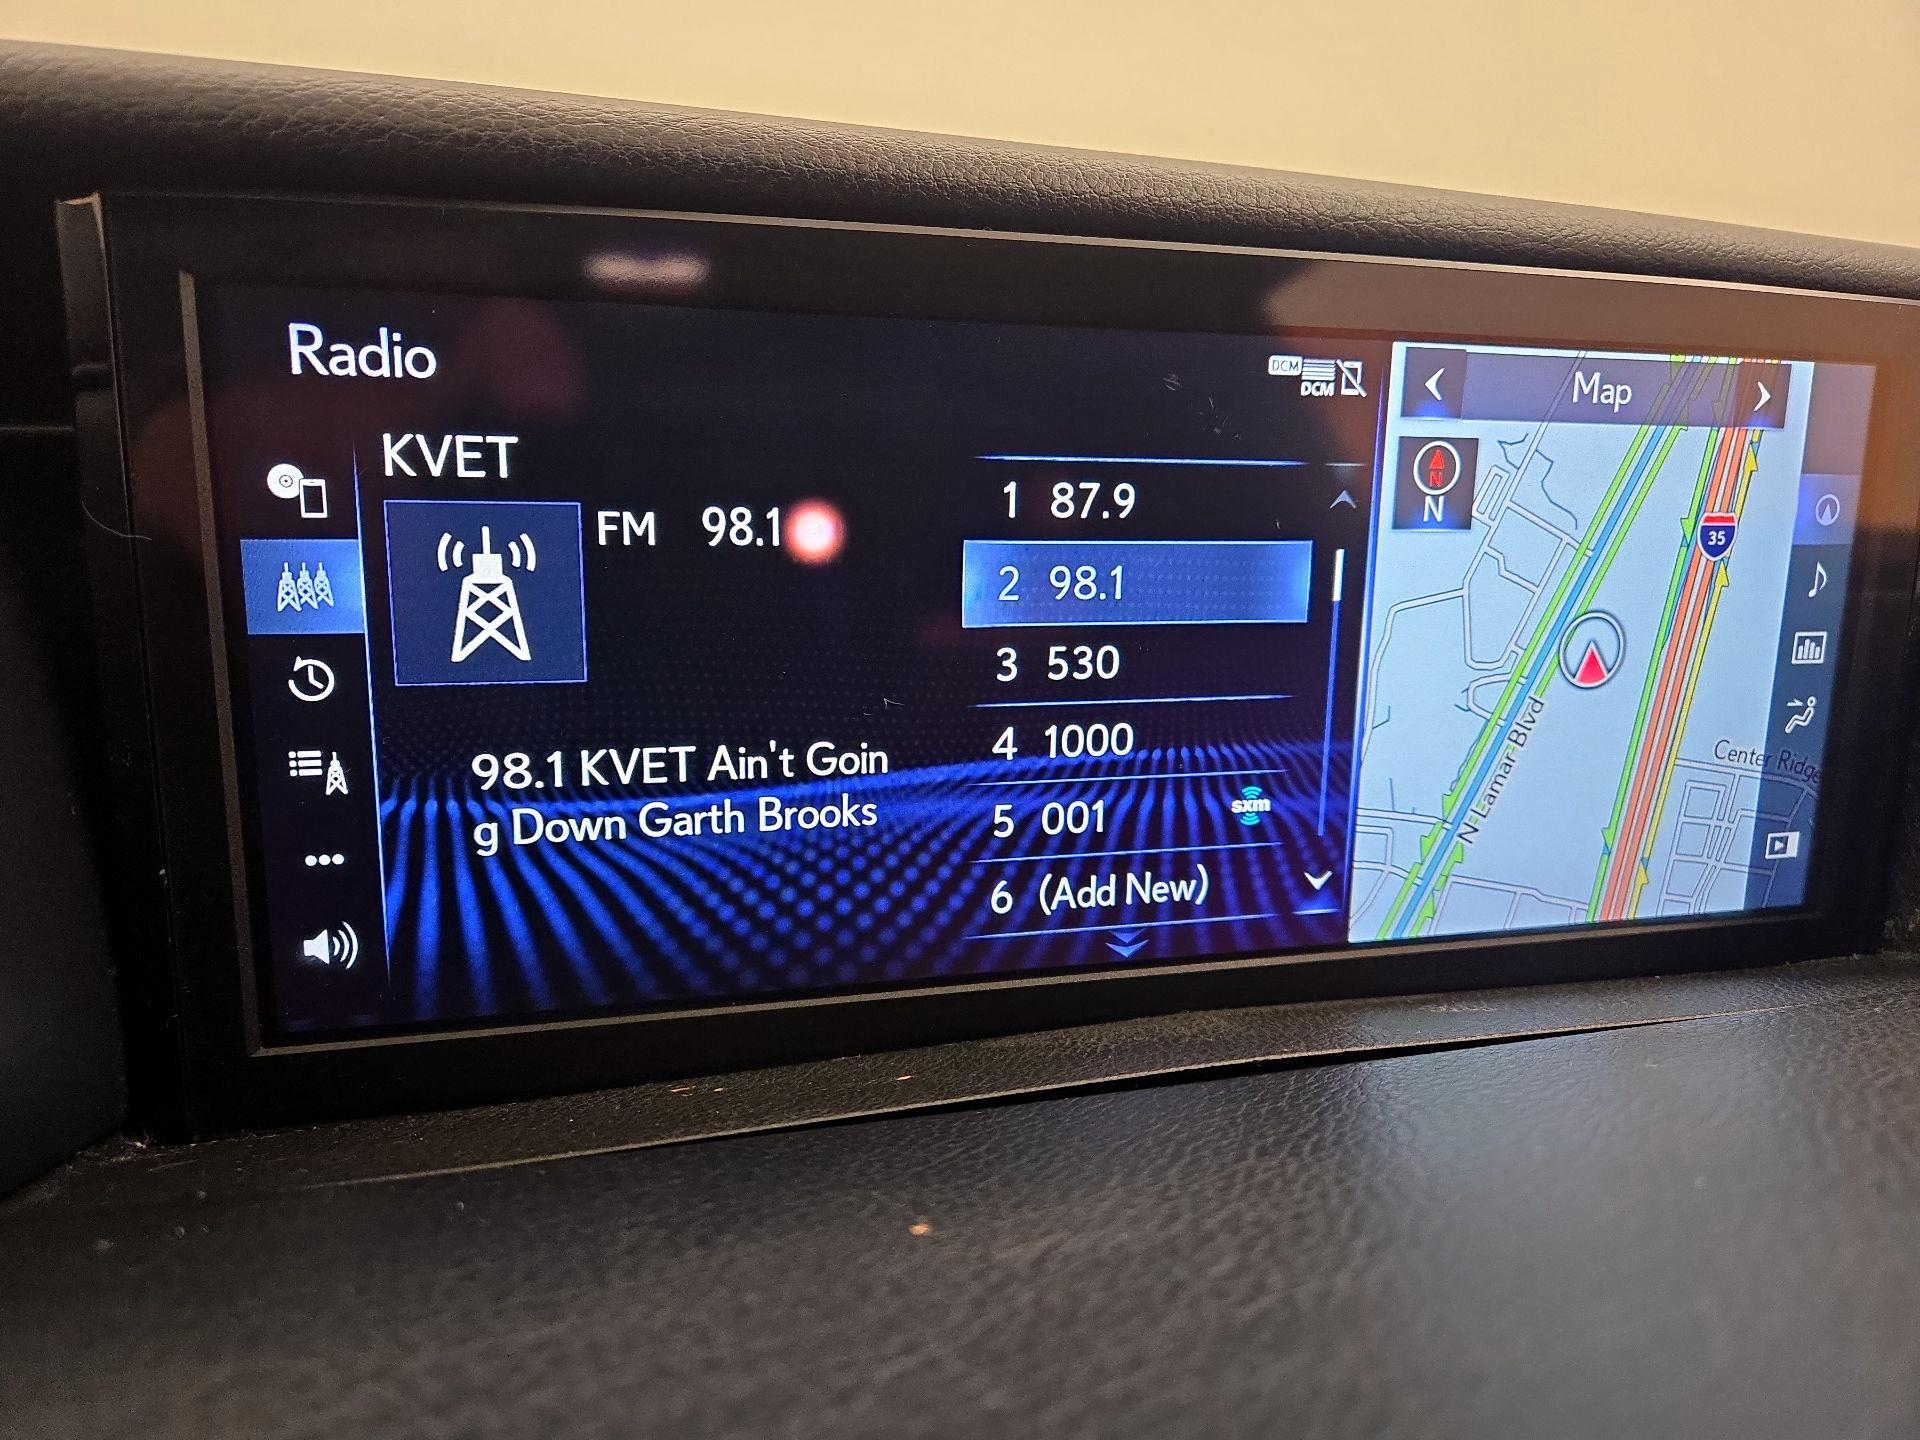 Radio
DCM
DCM
KVET
FM 98.1
98.1 KVET Ain't Goin
g Down Garth Brooks
1 87.9
2 98.1
3 530
4 1000
5 001 sxm
6 (Add New)
Map
N
N
35
N Lamar Blvd
Center Ridge